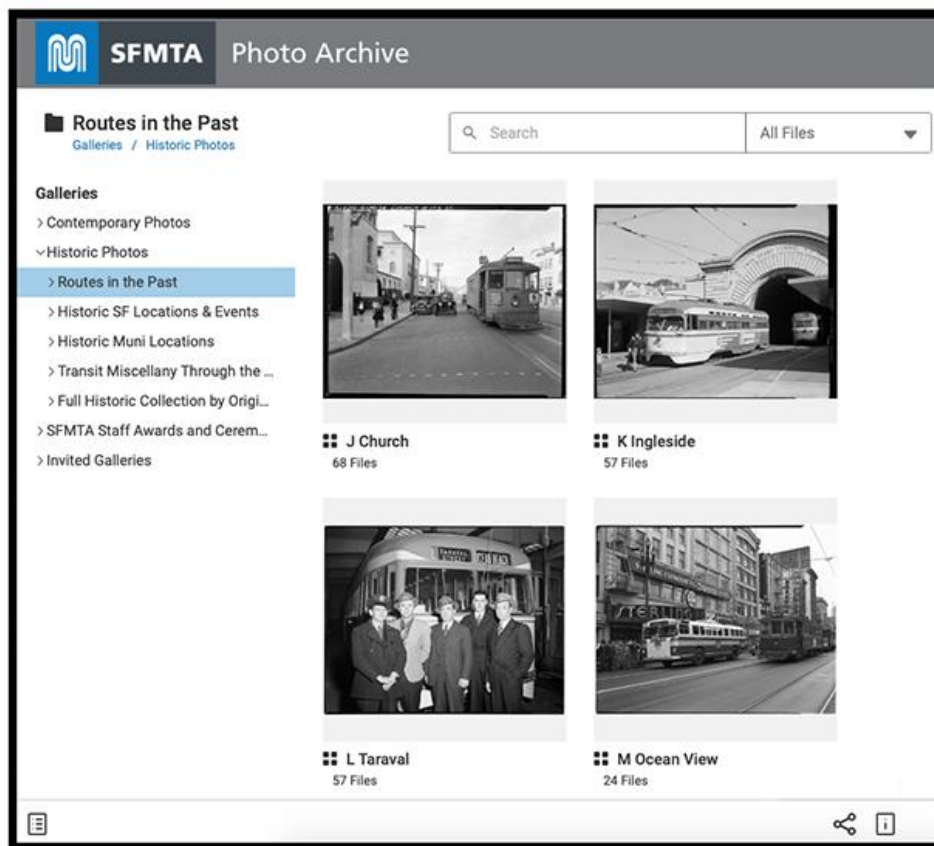 SFMTA Photo Archive
Routes in the Past
Galleries / Historic Photos
Search
All Files
Galleries
Contemporary Photos
Historic Photos
Routes in the Past
Historic SF Locations & Events
Historic Muni Locations
Transit Miscellany Through the ...
Full Historic Collection by Origi...
SFMTA Staff Awards and Cerem...
Invited Galleries
J Church
68 Files
K Ingleside
57 Files
TARAVAL
STREET
L Taraval
57 Files
STERLING
M Ocean View
24 Files